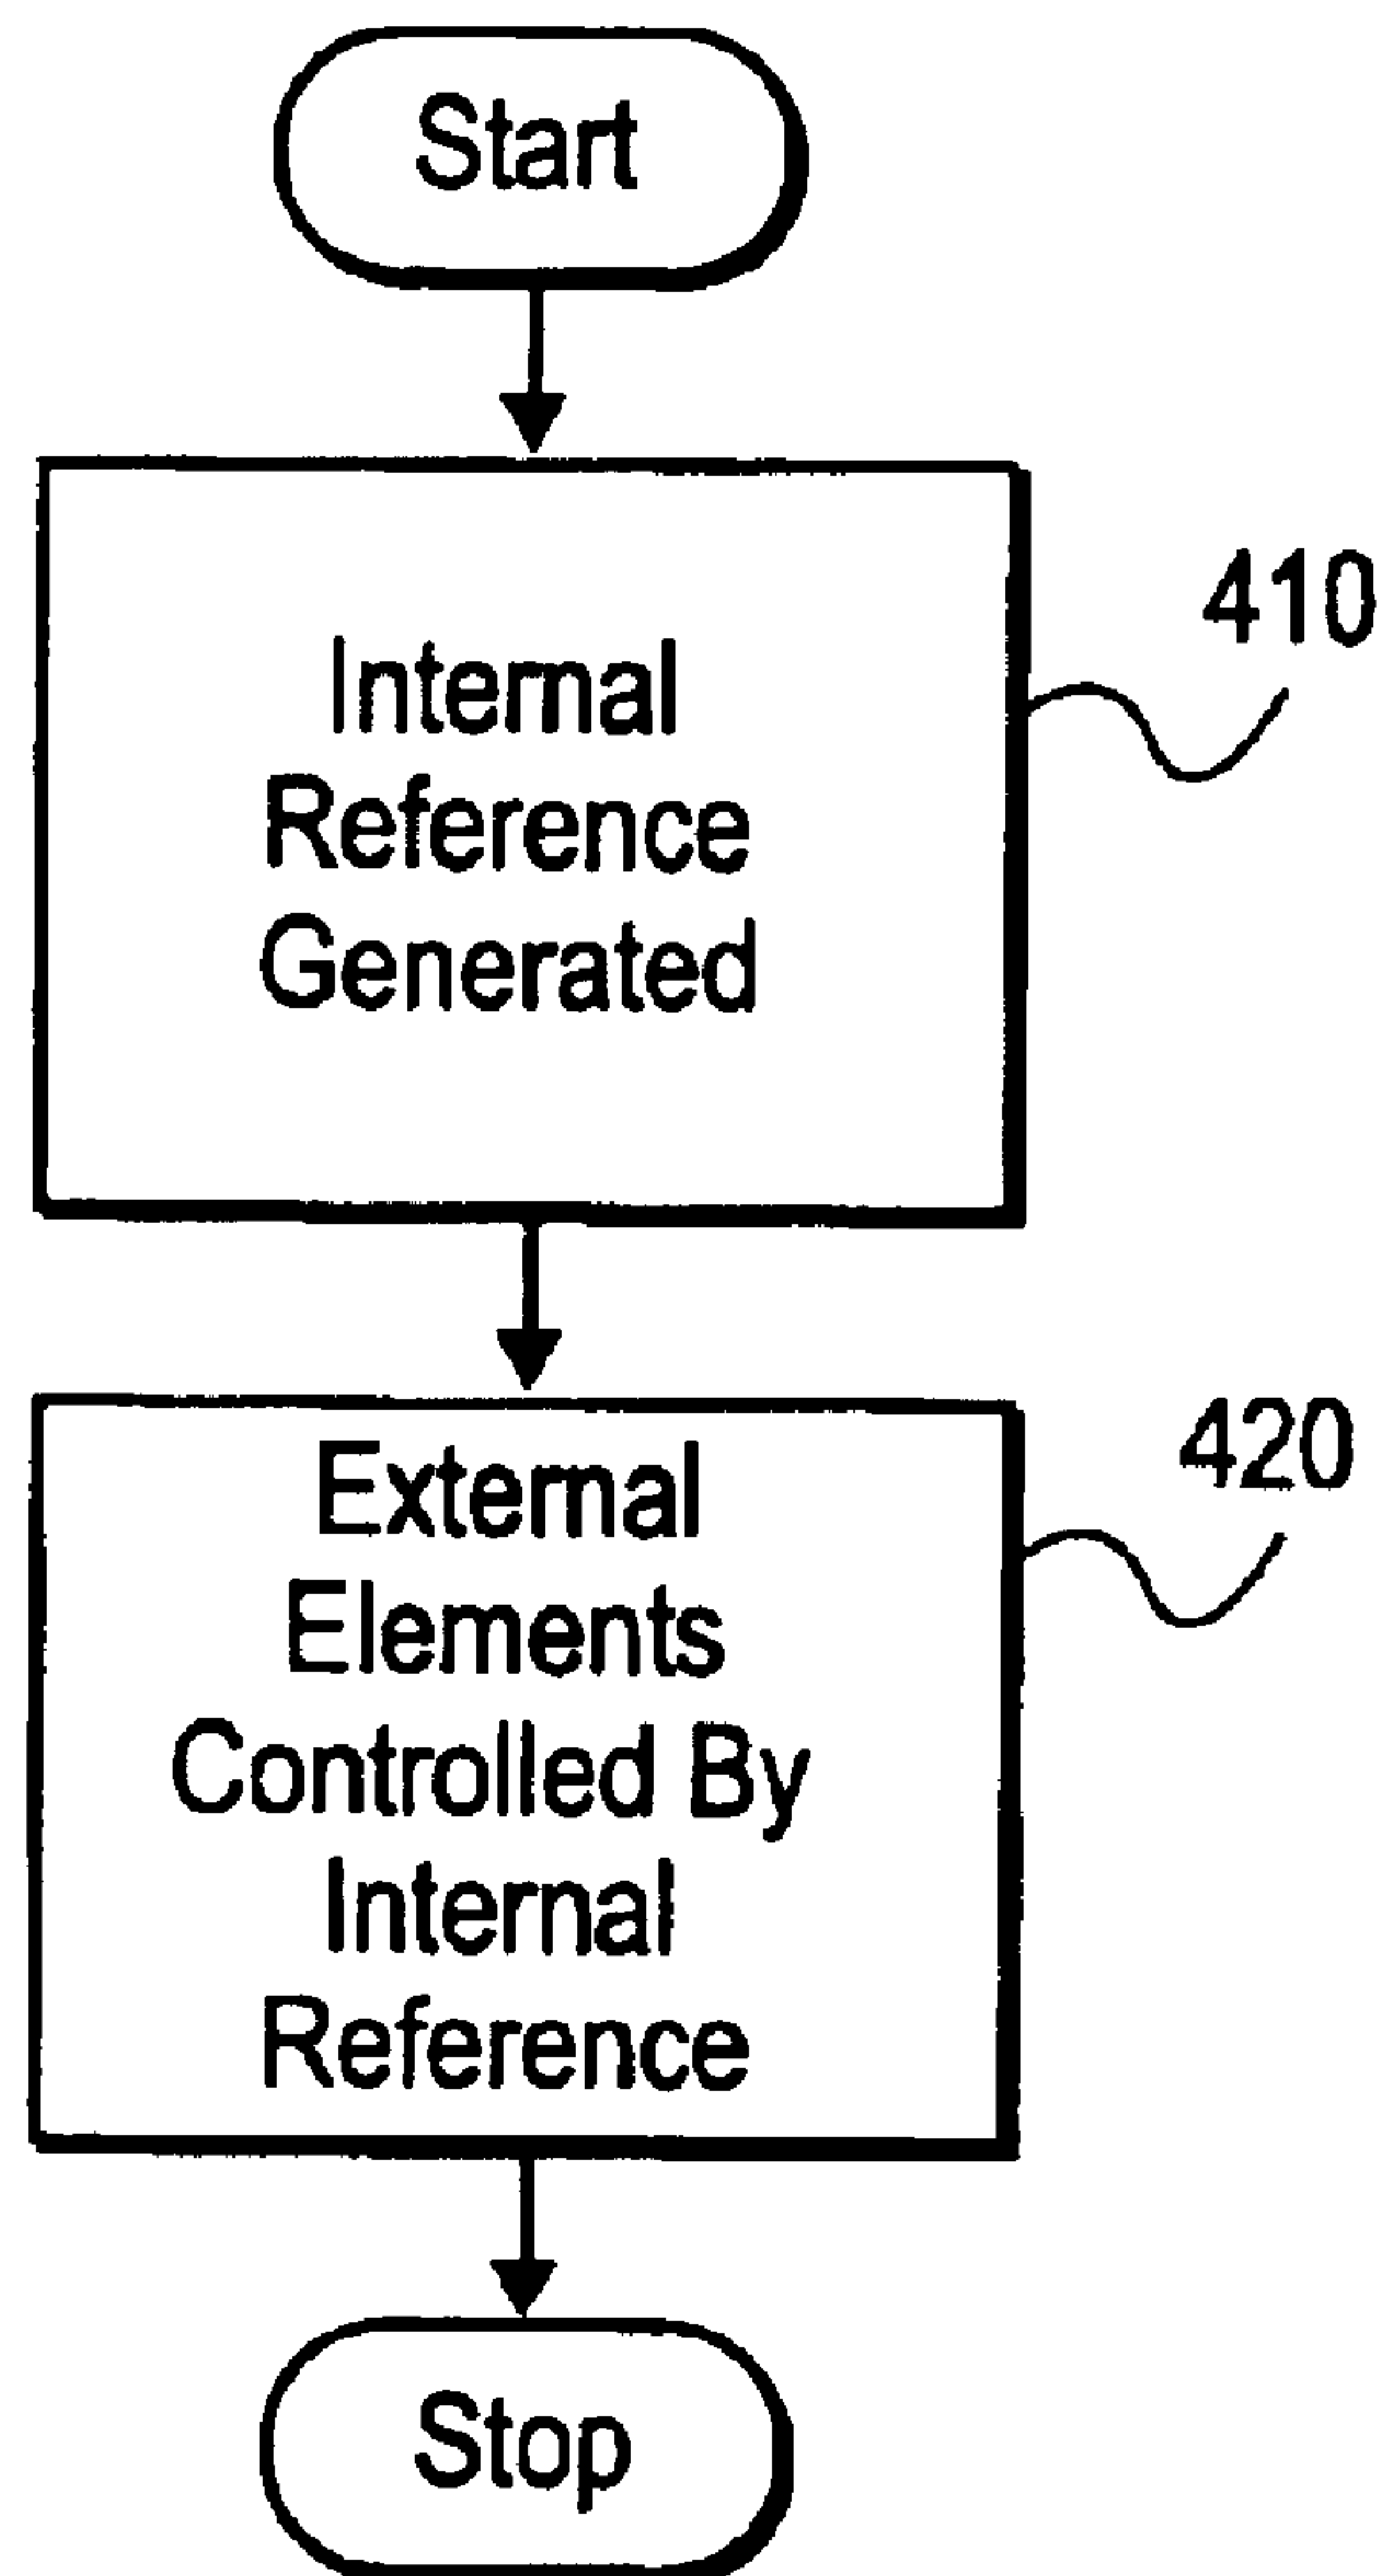 Start
Internal
Reference
Generated
410
External
Elements
Controlled By
Internal
Reference
420
Stop